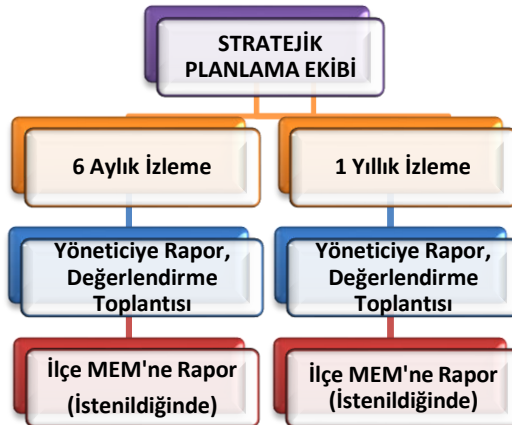 STRATEJİK
PLANLAMA EKİBİ
6 Aylık İzleme
1 Yıllık İzleme
Yöneticiye Rapor,
Değerlendirme
Toplantısı
Yöneticiye Rapor,
Değerlendirme
Toplantısı
İlçe MEM'ne Rapor
(İstenildiğinde)
İlçe MEM'ne Rapor
(İstenildiğinde)